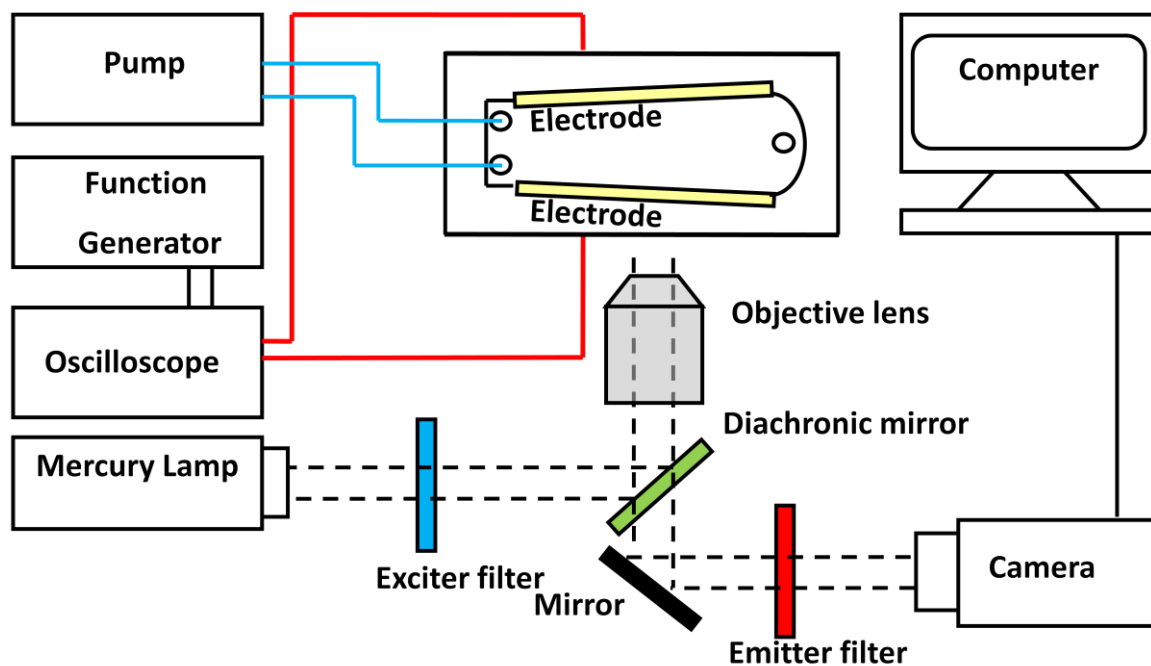 Pump
Electrode
Computer
Function
Generator
Electrode
Oscilloscope
Objective lens
Mercury Lamp
Diachronic mirror
Exciter filter
Mirror
Camera
Emitter filter